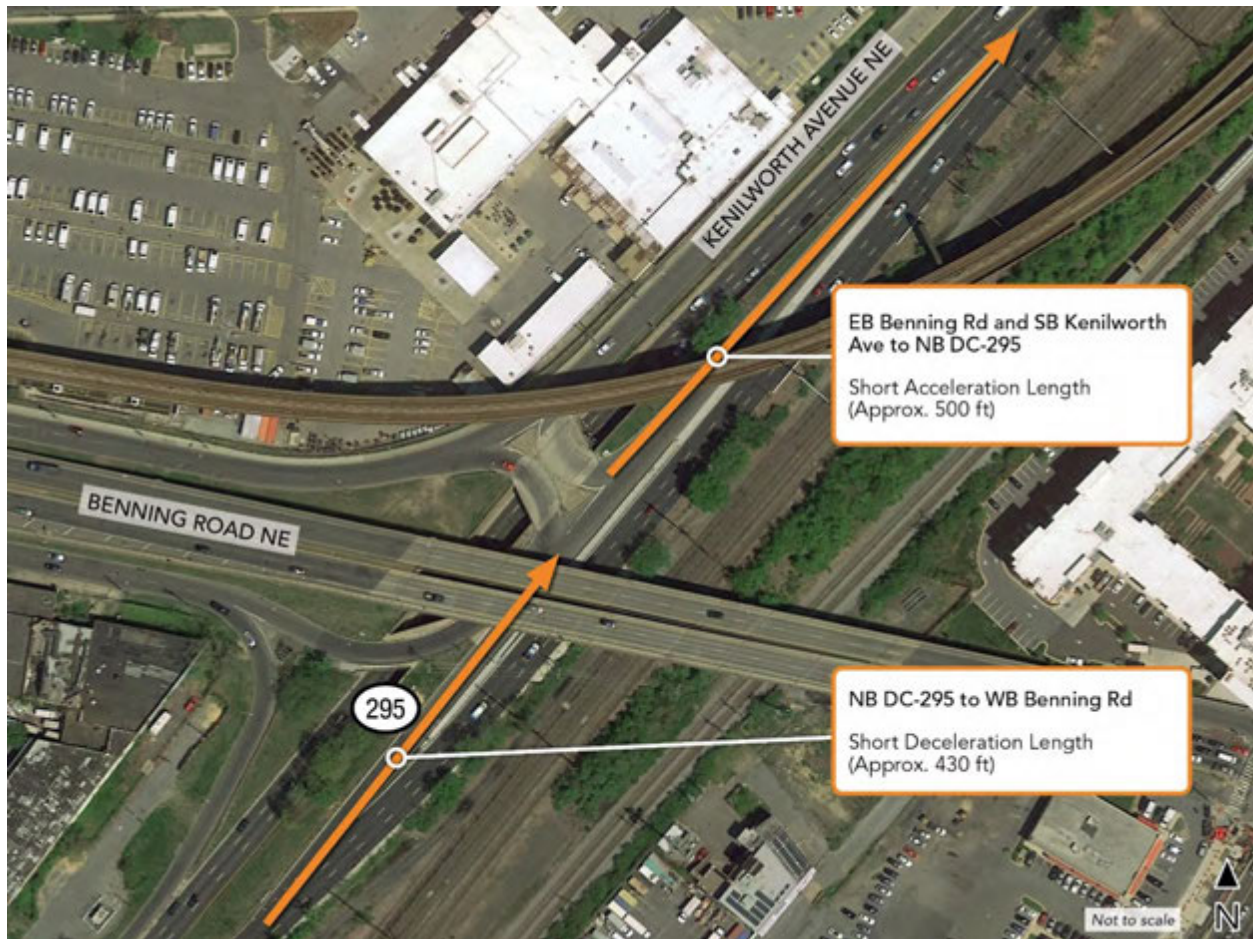 KENILWORTH AVENUE NE
EB Benning Rd and SB Kenilworth
Ave to NB DC-295
Short Acceleration Length
(Approx. 500 ft)
BENNING ROAD NE
295
NB DC-295 to WB Benning Rd
Short Deceleration Length
(Approx. 430 ft)
Not to scale
N